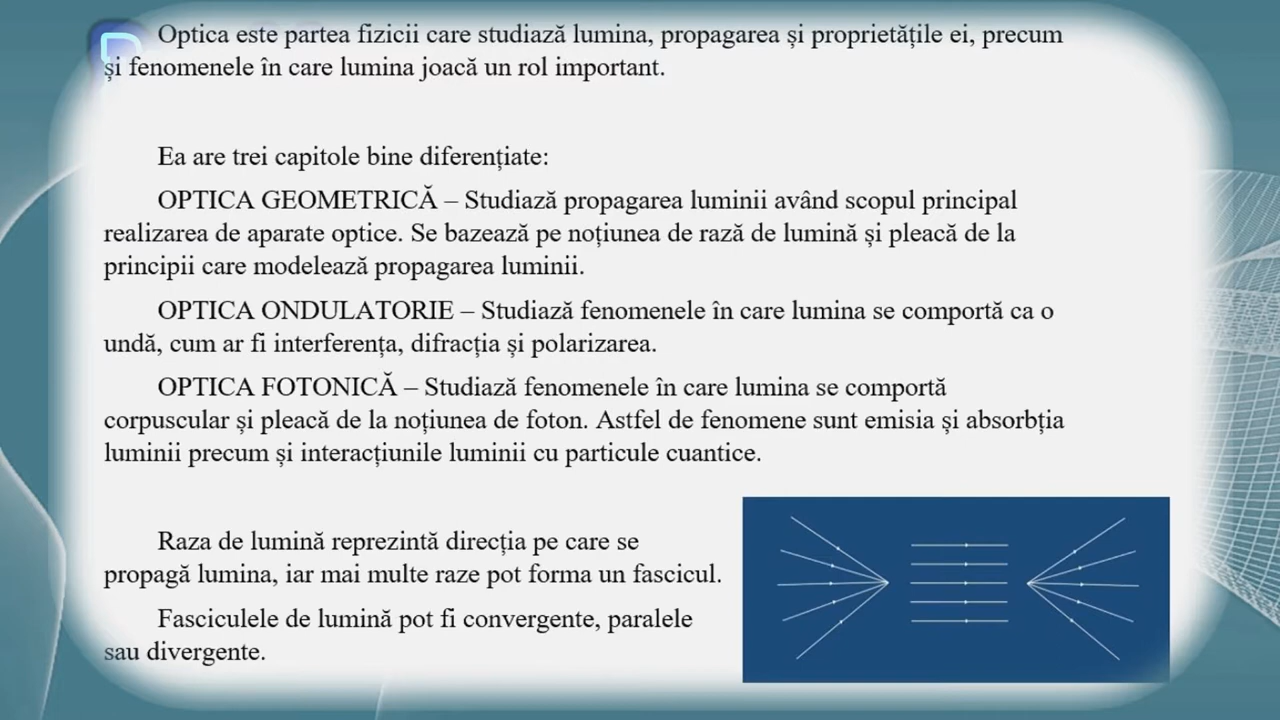 Optica este partea fizicii care studiază lumina, propagarea și proprietățile ei, precum
și fenomenele în care lumina joacă un rol important.
Ea are trei capitole bine diferențiate:
OPTICA GEOMETRICĂ – Studiază propagarea luminii având scopul principal
realizarea de aparate optice. Se bazează pe noțiunea de rază de lumină și pleacă de la
principii care modelează propagarea luminii.
OPTICA ONDULATORIE – Studiază fenomenele în care lumina se comportă ca o
undă, cum ar fi interferența, difracția și polarizarea.
OPTICA FOTONICĂ – Studiază fenomenele în care lumina se comportă
corpuscular și pleacă de la noțiunea de foton. Astfel de fenomene sunt emisia și absorbția
luminii precum și interacțiunile luminii cu particule cuantice.
Raza de lumină reprezintă direcția pe care se
propagă lumina, iar mai multe raze pot forma un fascicul.
Fasciculele de lumină pot fi convergente, paralele
sau divergente.